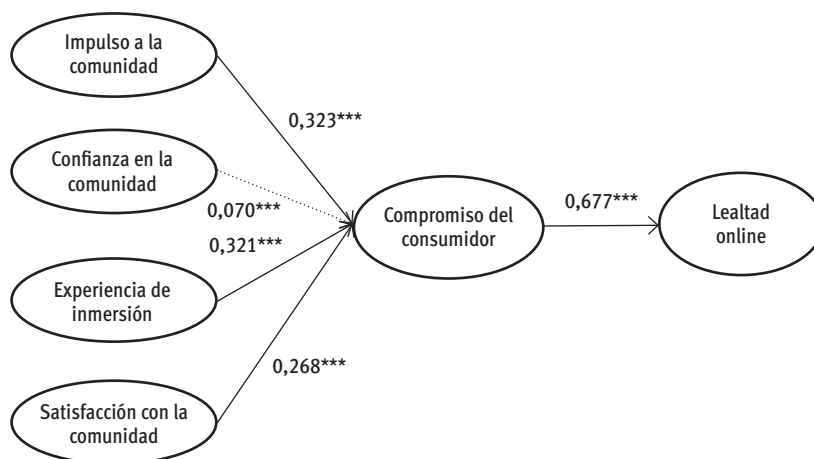 Impulso a la
comunidad
0,323***
Confianza en la
comunidad
0,070***
0,321***
Experiencia de
inmersión
0,268***
Satisfacción con la
comunidad
Compromiso del
consumidor
0,677***
Lealtad
online